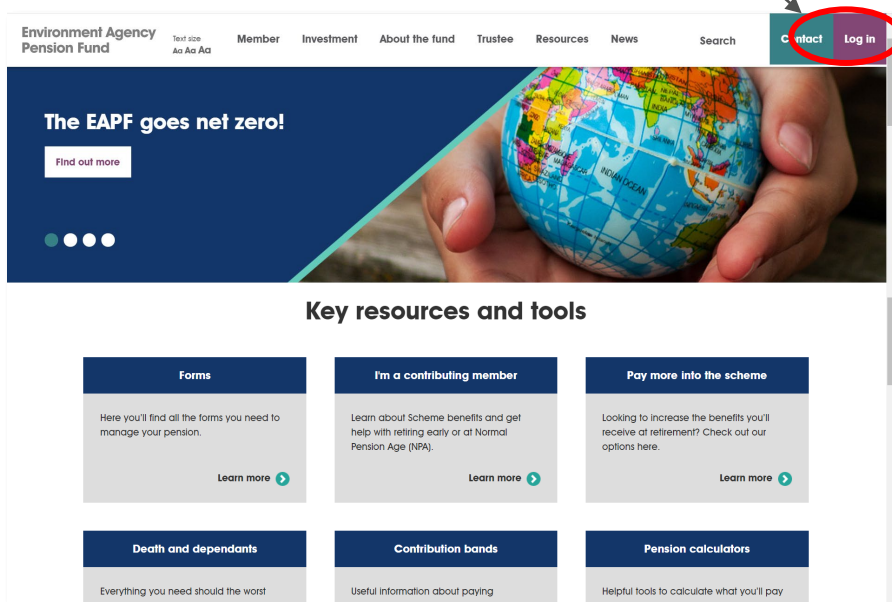 Environment Agency
Pension Fund
Text size
Aa Aa Aa
Member
Investment
About the fund
Trustee
Resources
News
Search
Contact
Log in
The EAPF goes net zero!
Find out more
INDIAN OCEAN
MADAGASCAR
INDIA
Key resources and tools
Forms
Here you'll find all the forms you need to
manage your pension.
Learn more
I'm a contributing member
Learn about Scheme benefits and get
help with retiring early or at Normal
Pension Age (NPA).
Learn more
Pay more into the scheme
Looking to increase the benefits you'll
receive at retirement? Check out our
options here.
Learn more
Death and dependants
Everything you need should the worst
Contribution bands
Useful information about paying
Pension calculators
Helpful tools to calculate what you'll pay